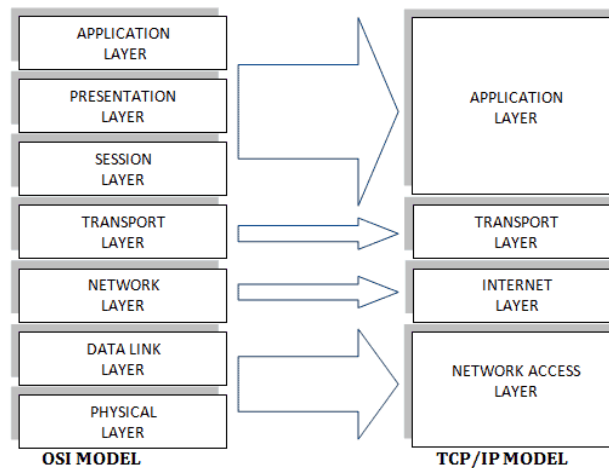 APPLICATION
LAYER
PRESENTATION
LAYER
SESSION
LAYER
TRANSPORT
LAYER
NETWORK
LAYER
DATA LINK
LAYER
PHYSICAL
LAYER
OSI MODEL
APPLICATION
LAYER
TRANSPORT
LAYER
INTERNET
LAYER
NETWORK ACCESS
LAYER
TCP/IP MODEL